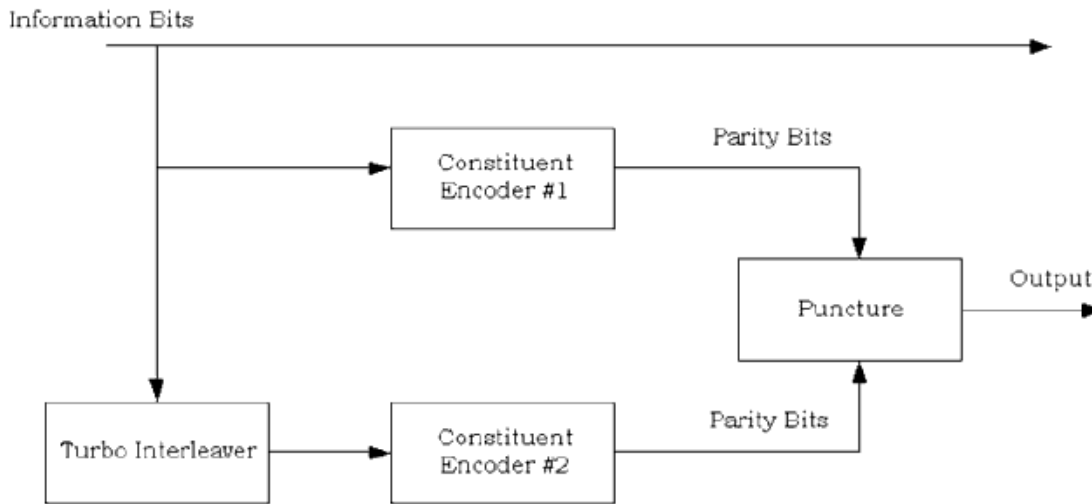 Information Bits
Constituent
Encoder #1
Parity Bits
Output
Puncture
Turbo Interleaver
Constituent
Encoder #2
Parity Bits